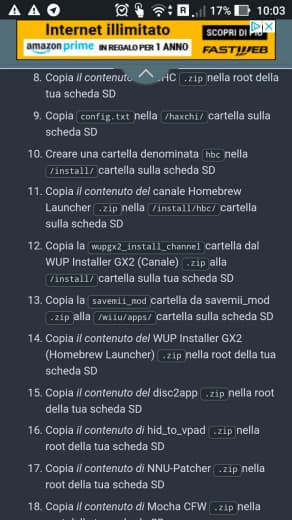 17% 10:03
Internet illimitato
amazon prime IN REGALO PER 1 ANNO
SCOPRI DI PIÙ
FASTWEB
8. Copia il contenuto HC .zip nella root della
tua scheda SD
9. Copia config.txt nella /haxchi/ cartella sulla
scheda SD
10. Creare una cartella denominata hbc nella
/install/ cartella sulla scheda SD
11. Copia il contenuto del canale Homebrew
Launcher .zip nella /install/hbc/ cartella
sulla scheda SD
12. Copia la wupgx2_install_channel cartella dal
WUP Installer GX2 (Canale) .zip alla
/install/ cartella sulla tua scheda SD
13. Copia la savemii_mod cartella da savemii_mod
.zip alla /wiiu/apps/ cartella sulla scheda SD
14. Copia il contenuto del WUP Installer GX2
(Homebrew Launcher) .zip nella root della tua
scheda SD
15. Copia il contenuto del disc2app .zip nella root
della tua scheda SD
16. Copia il contenuto di hid_to_vpad .zip nella
root della tua scheda SD
17. Copia il contenuto di NNU-Patcher .zip nella
root della tua scheda SD
18. Copia il contenuto di Mocha CFW .zip nella